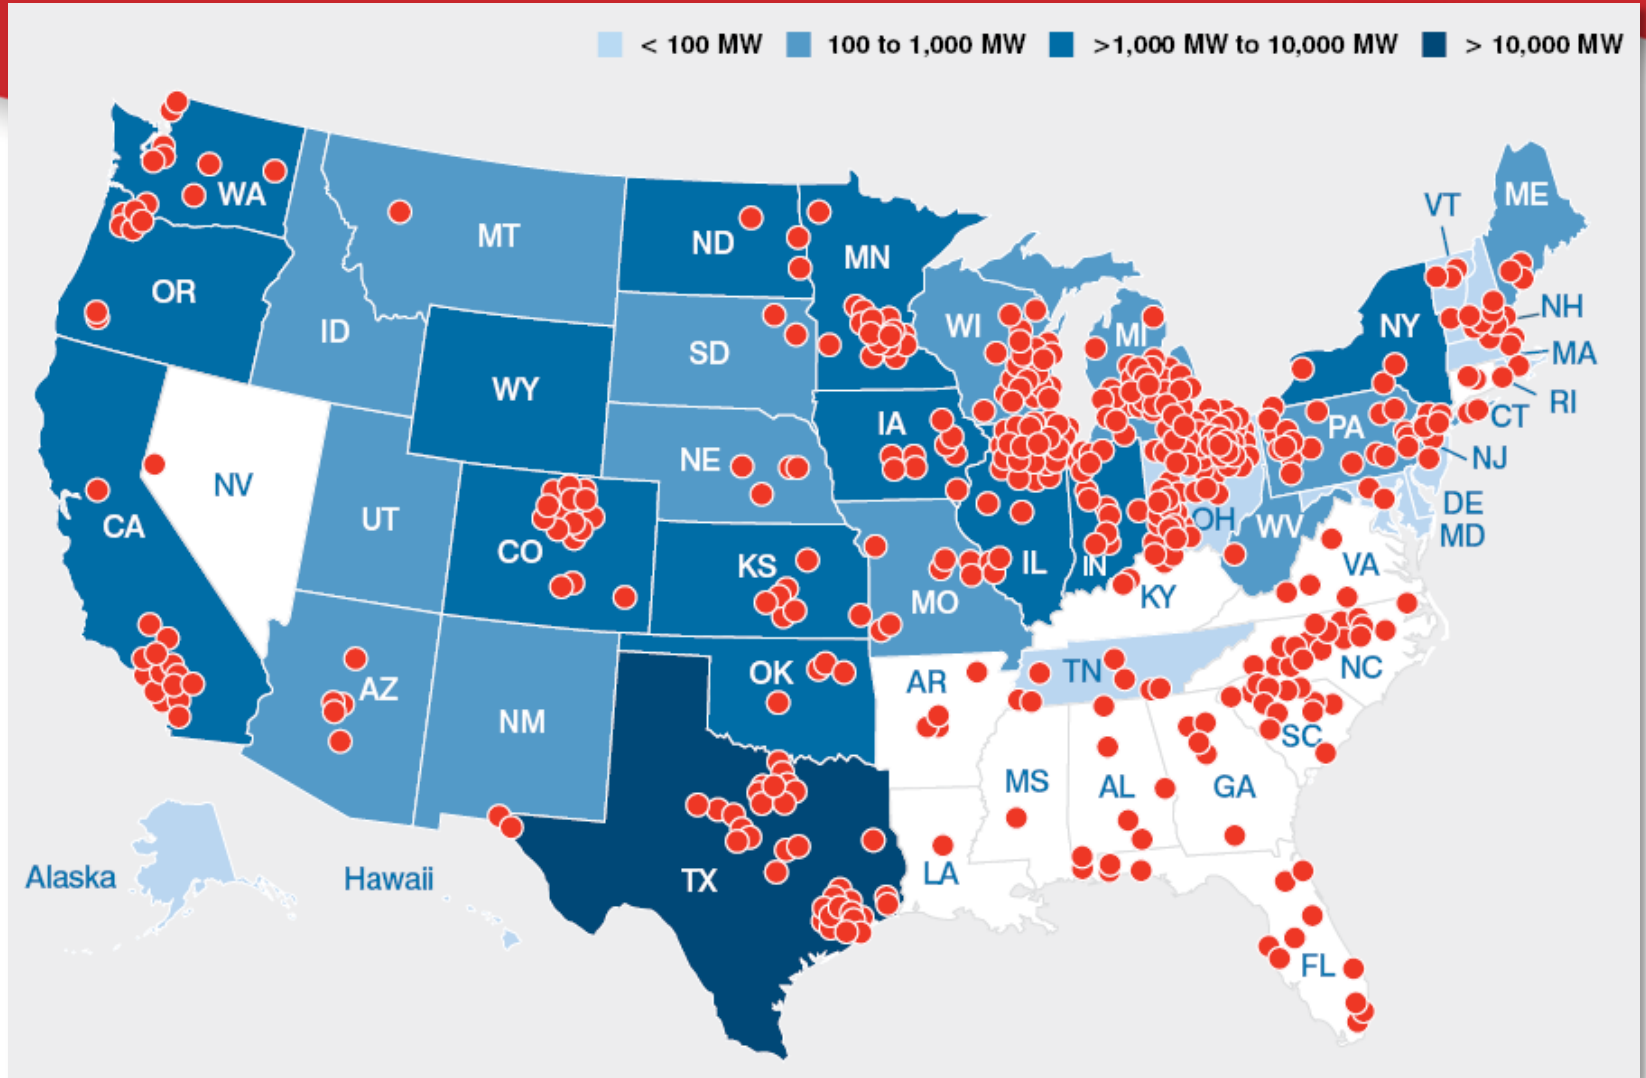 < 100 MW 100 to 1,000 MW >1,000 MW to 10,000 MW > 10,000 MW
WA
MT
ND
MN
VT
ME
OR
ID
SD
WI
MI
NY
NH
MA
WY
RI
IA
PA
CT
NV
NE
NJ
CA
UT
CO
KS
IL
IN
OH
WV
DE
MD
MO
KY
VA
AZ
NM
OK
AR
TN
NC
SC
MS
AL
GA
TX
LA
Alaska
Hawaii
FL